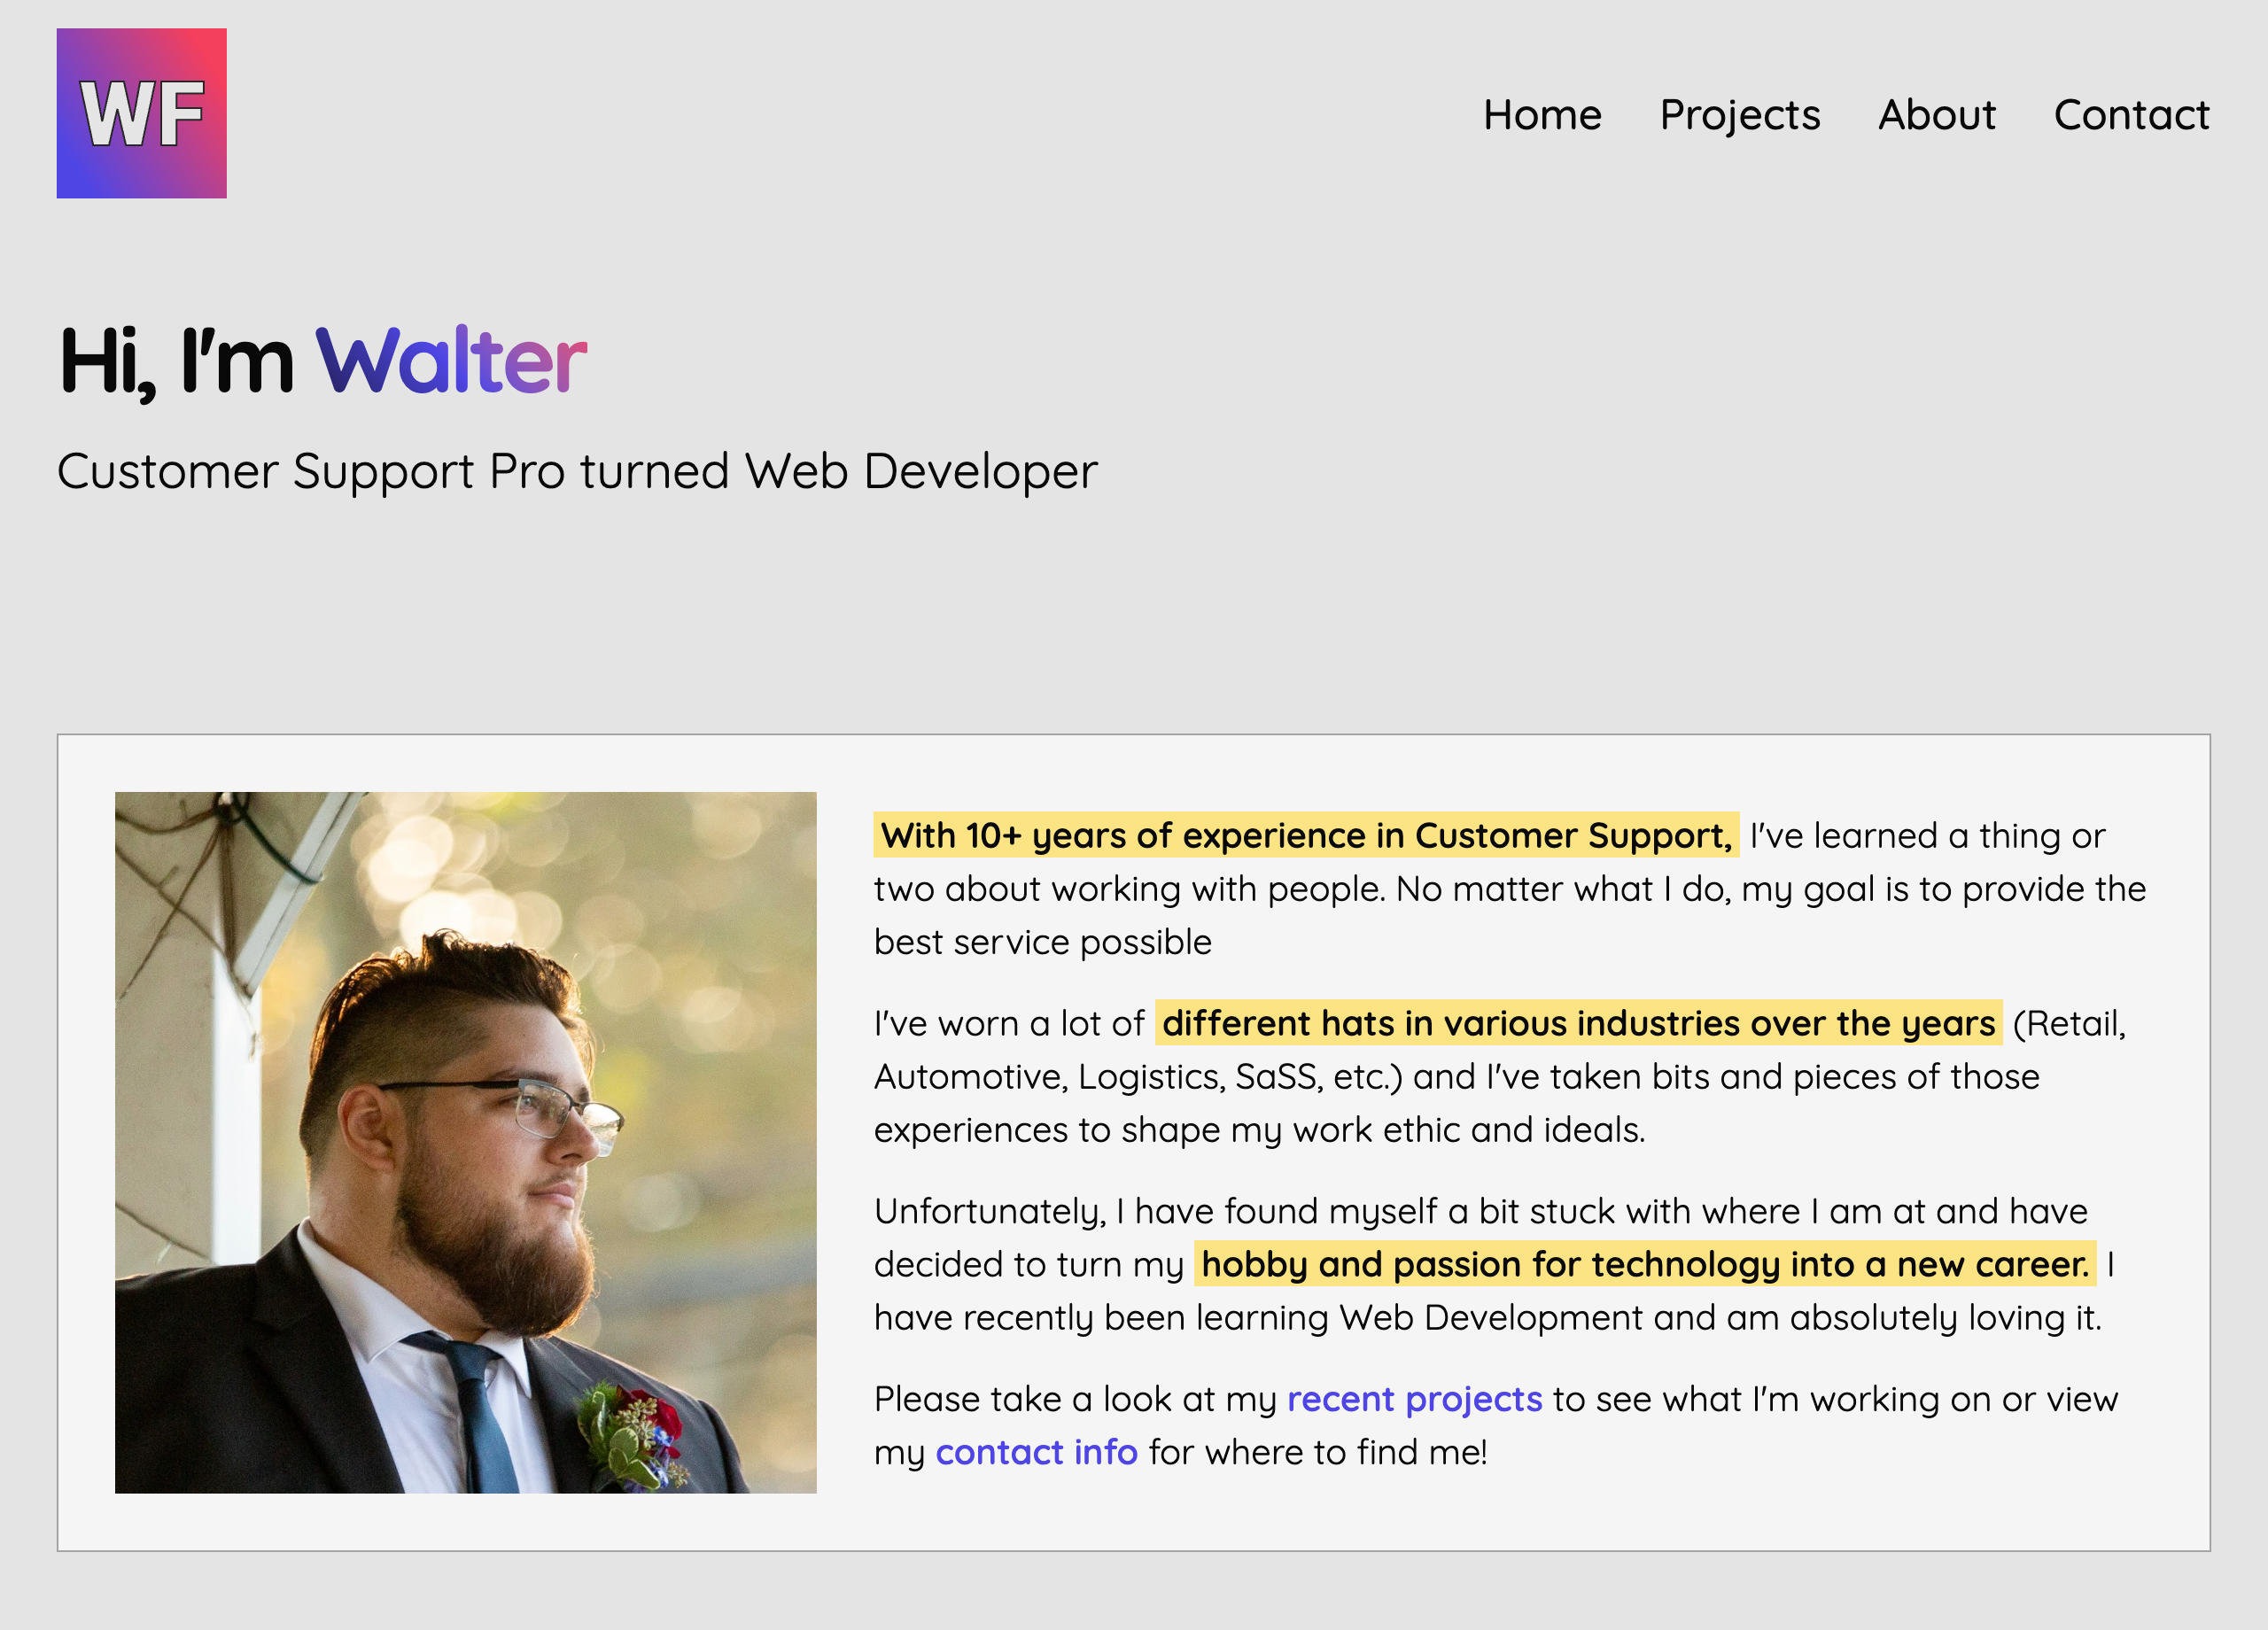 WF
Home Projects About Contact
Hi, I'm Walter
Customer Support Pro turned Web Developer
With 10+ years of experience in Customer Support, I've learned a thing or
two about working with people. No matter what I do, my goal is to provide the
best service possible
I've worn a lot of different hats in various industries over the years (Retail,
Automotive, Logistics, SaSS, etc.) and I've taken bits and pieces of those
experiences to shape my work ethic and ideals.
Unfortunately, I have found myself a bit stuck with where I am at and have
decided to turn my hobby and passion for technology into a new career. I
have recently been learning Web Development and am absolutely loving it.
Please take a look at my recent projects to see what I'm working on or view
my contact info for where to find me!